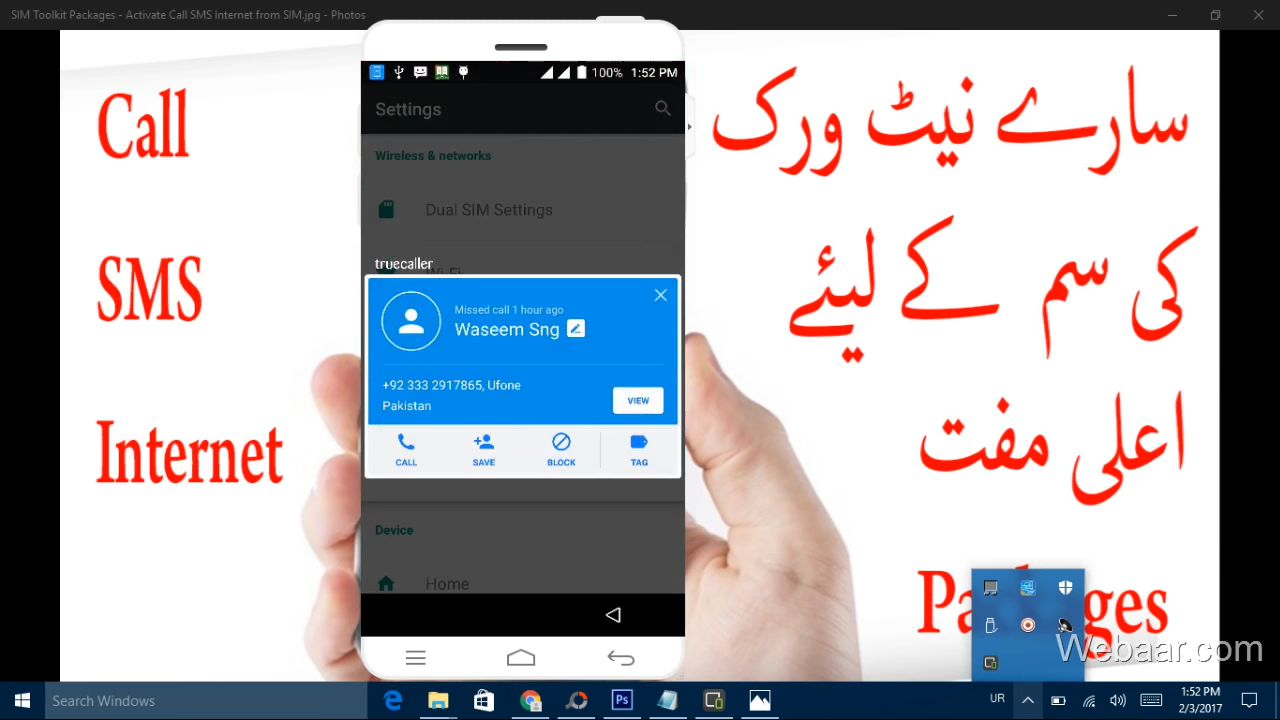 SIM Toolkit Packages - Activate Call SMS Internet from SIM.jpg - Photos
Call
SMS
Internet
100% 1:52 PM
Settings
Wireless & networks
Dual SIM Settings
Wi-Fi
truecaller
Missed call 1 hour ago
Waseem Sng
+92 333 2917865, Ufone
Pakistan
VIEW
CALL SAVE BLOCK TAG
Device
Home
سارے نیٹ ورک
کی سم کے لیئے
اعلی مفت
Webaar.com
Search Windows
UR
1:52 PM
2/3/2017